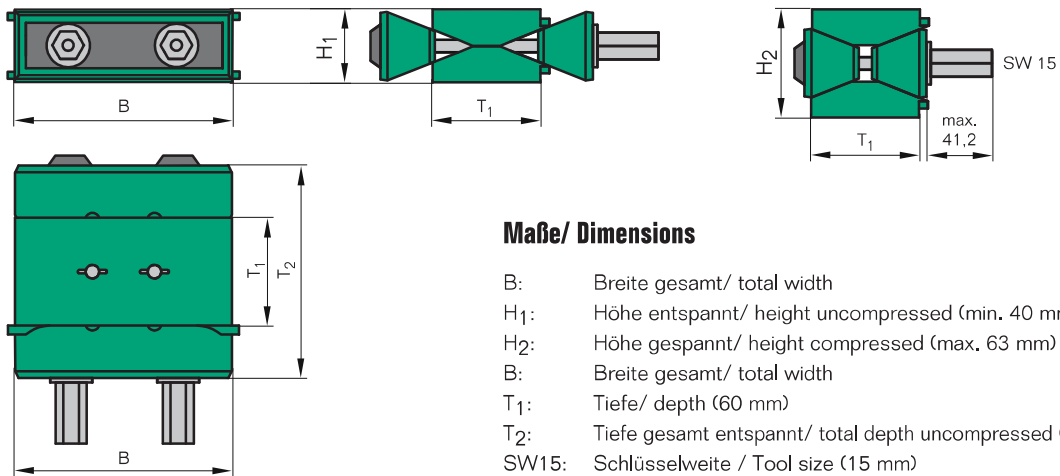 H1
B
T1
H2
SW 15
T1
max.
41,2
T1
T2
B
Maße/ Dimensions
B: Breite gesamt/ total width
H1: Höhe entspannt/ height uncompressed (min. 40 mm
H2: Höhe gespannt/ height compressed (max. 63 mm)
B: Breite gesamt/ total width
T1: Tiefe/ depth (60 mm)
T2: Tiefe gesamt entspannt/ total depth uncompressed (
SW15: Schlüsselweite / Tool size (15 mm)